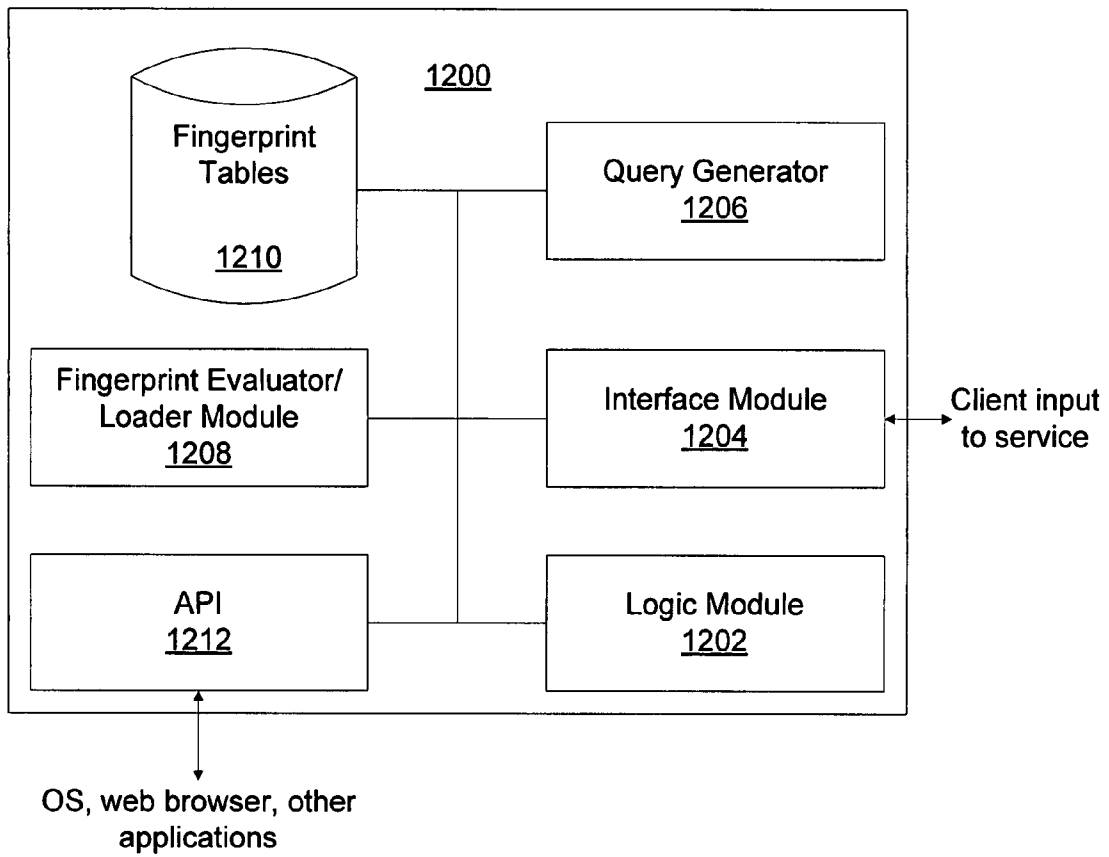 1200
Fingerprint
Tables
1210
Query Generator
1206
Fingerprint Evaluator/
Loader Module
1208
Interface Module
1204
Client input
to service
API
1212
Logic Module
1202
OS, web browser, other
applications